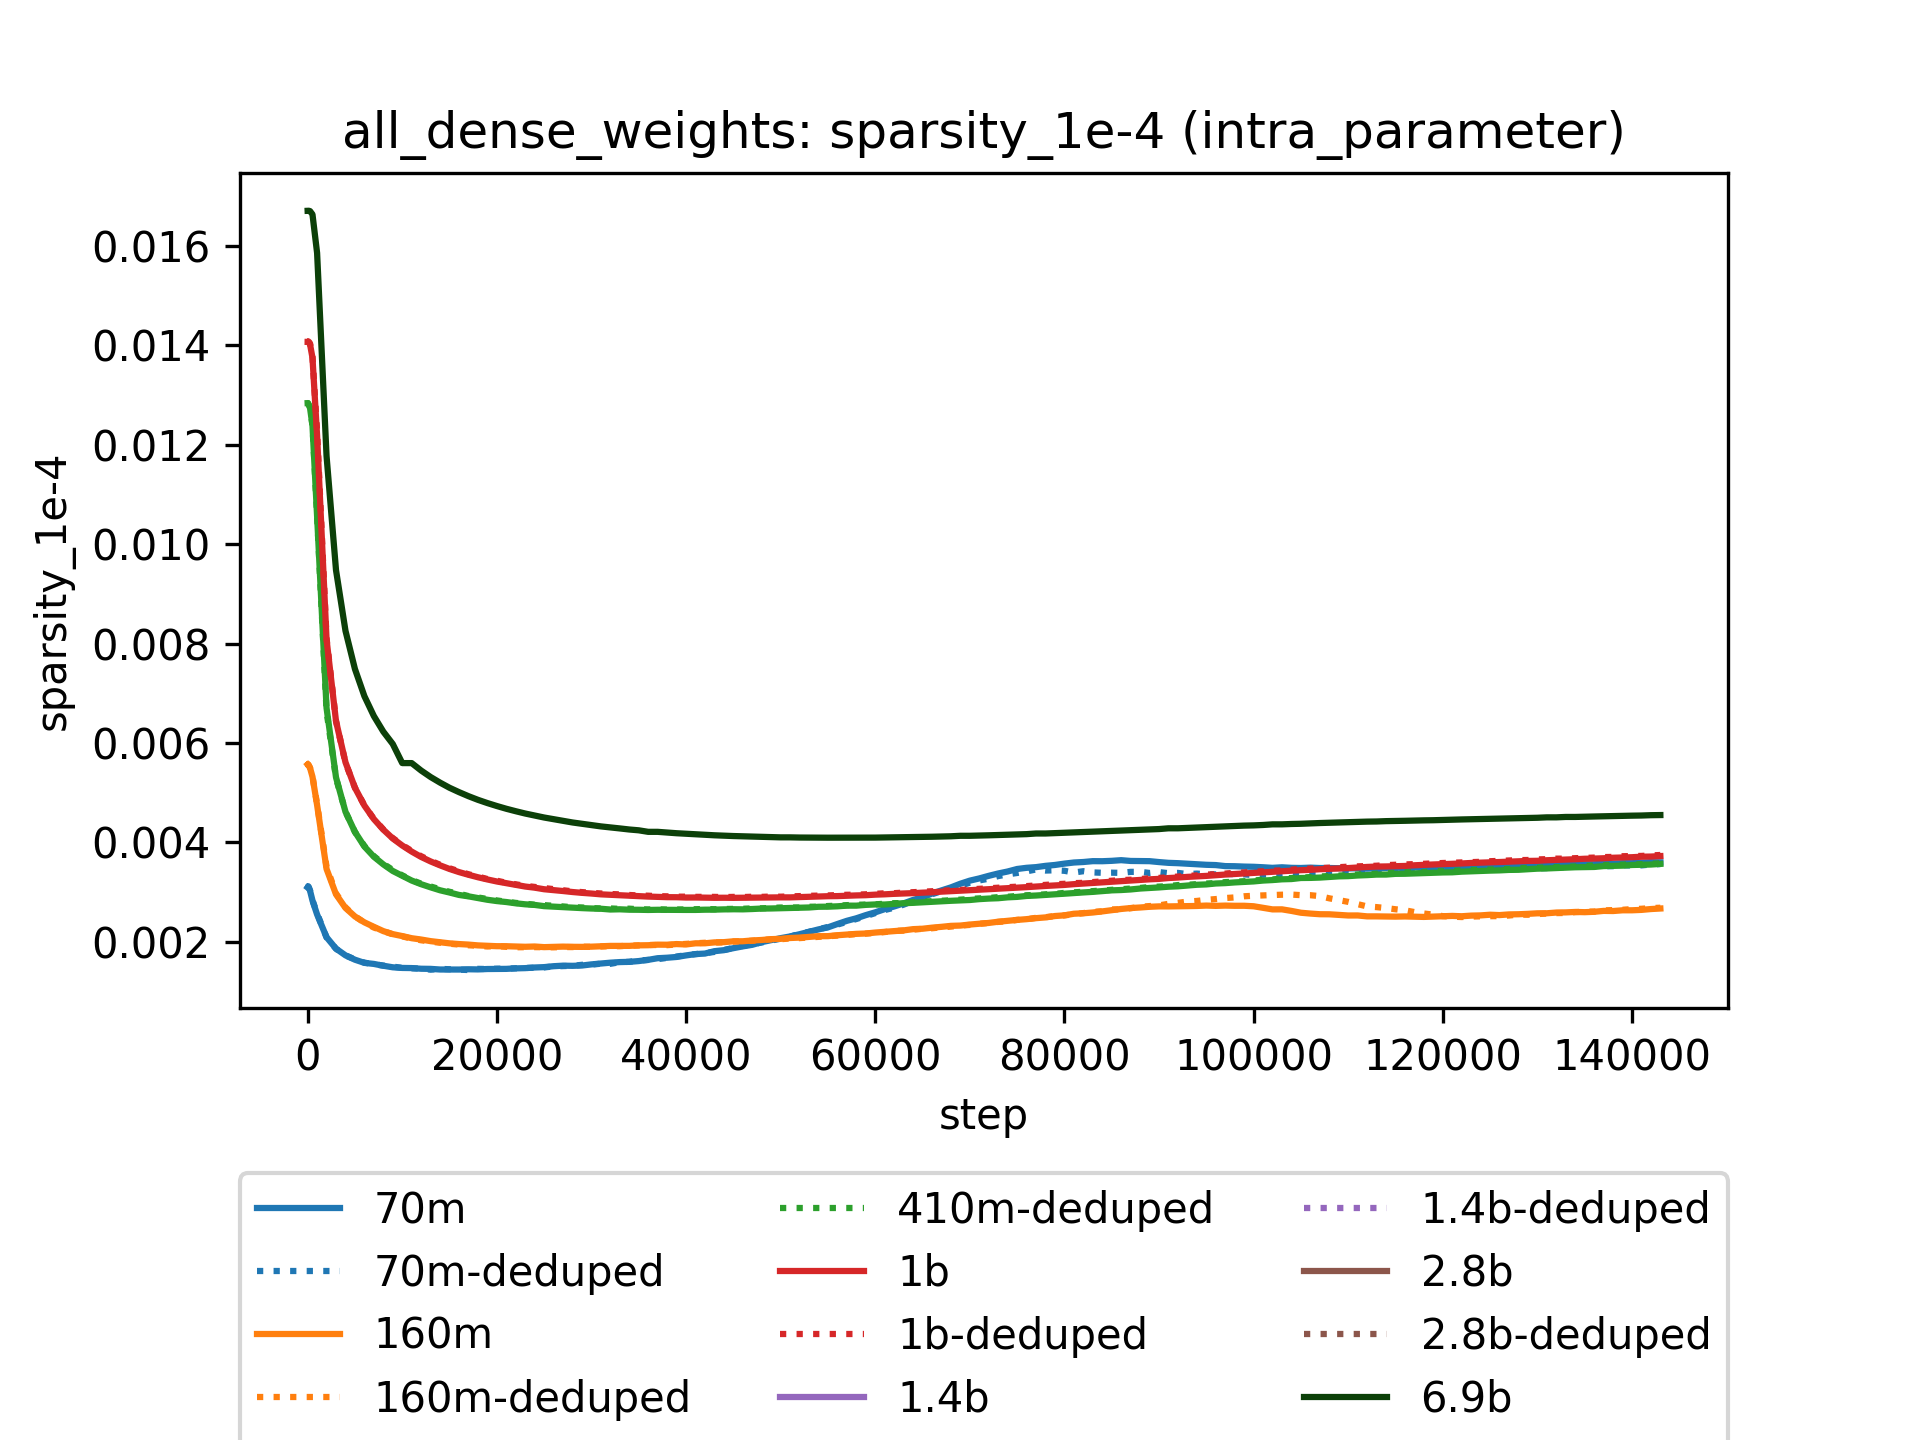 all_dense_weights: sparsity_1e-4 (intra_parameter)
sparsity_1e-4
0.016
0.014
0.012
0.010
0.008
0.006
0.004
0.002
0 20000 40000 60000 80000 100000 120000 140000
step
70m 410m-deduped 1.4b-deduped
70m-deduped 1b 2.8b
160m 1b-deduped 2.8b-deduped
160m-deduped 1.4b 6.9b